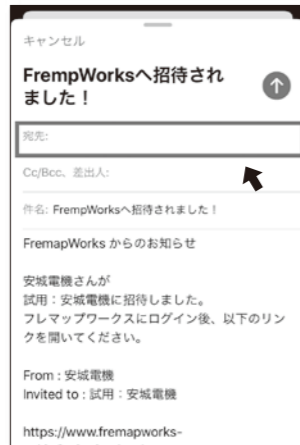 キャンセル
FrempWorksへ招待され
ました！
宛先:
Cc/Bcc、差出人:
件名: FrempWorksへ招待されました！
FremapWorks からのお知らせ
安城電機さんが
試用：安城電機に招待しました。
フレマップワークスにログイン後、以下のリン
クを開いてください。
From : 安城電機
Invited to : 試用：安城電機
https://www.fremapworks-